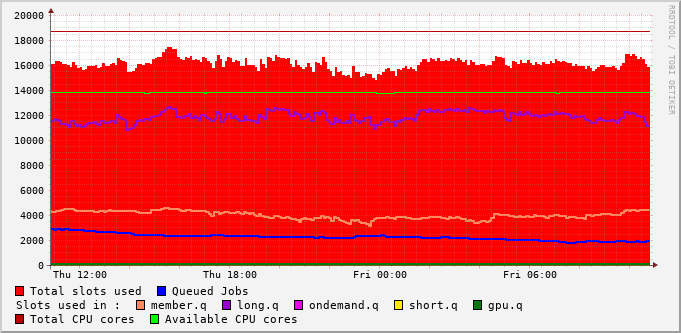 20000
18000
16000
14000
12000
10000
8000
6000
4000
2000
0
Thu 12:00 Thu 18:00 Fri 00:00 Fri 06:00
Total slots used Queued Jobs
Slots used in : member.q long.q ondemand.q short.q gpu.q
Total CPU cores Available CPU cores
RRDTOOL / TOBI OETIKER